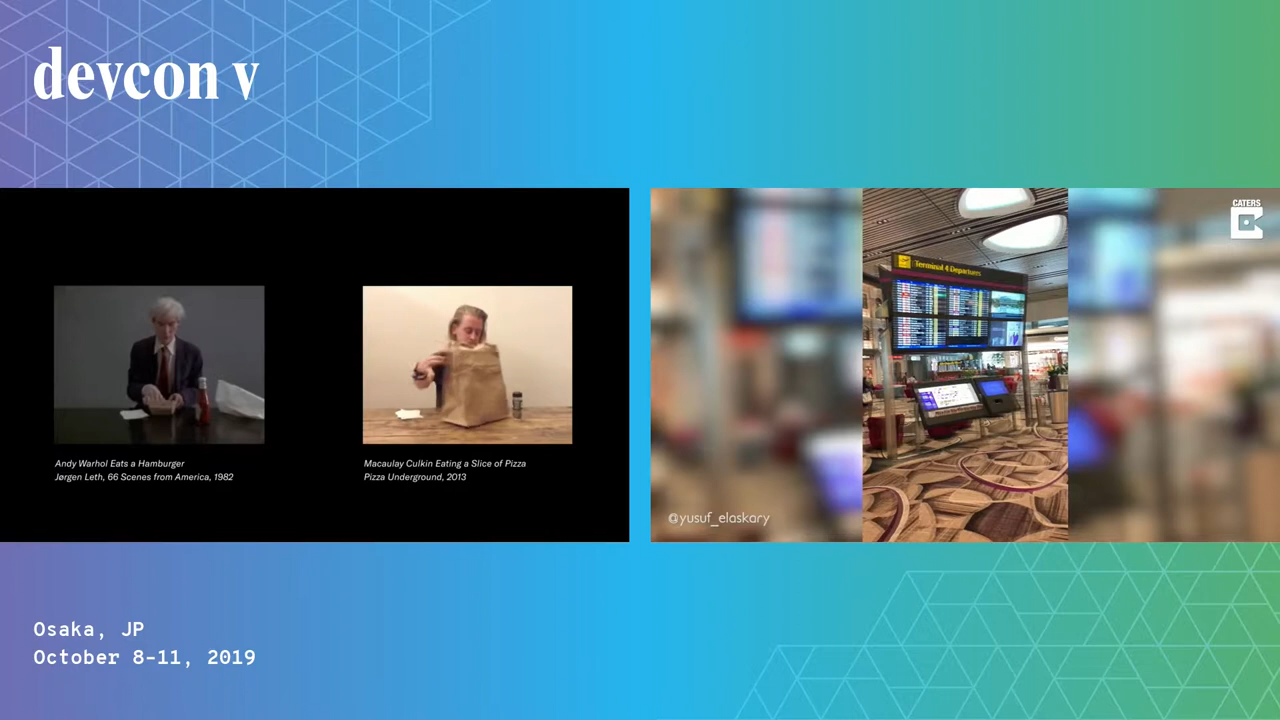 devcon v
Andy Warhol Eats a Hamburger
Jørgen Leth, 66 Scenes from America, 1982
Macaulay Culkin Eating a Slice of Pizza
Pizza Underground, 2013
CATERS
Terminal 4 Departures
@yusuf_elaskary
Osaka, JP
October 8-11, 2019